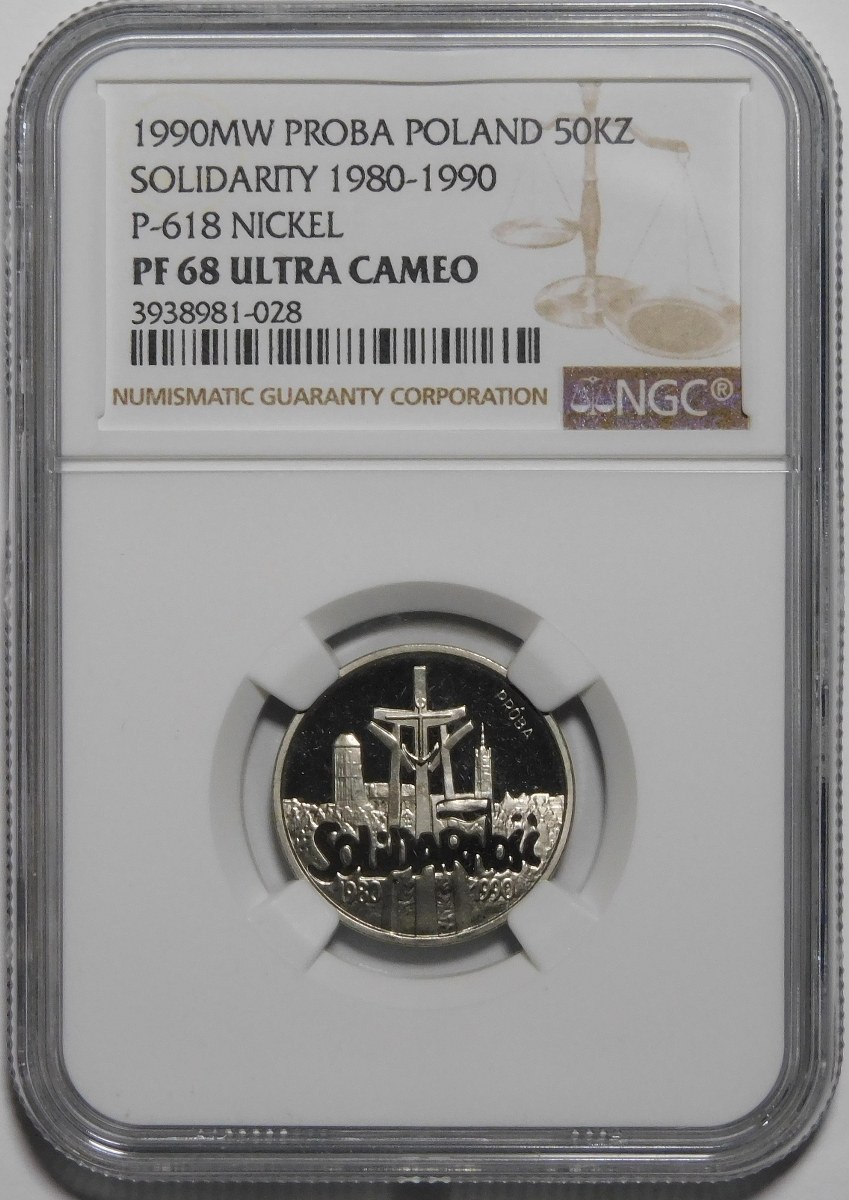 1990MW PROBA POLAND 50KZ
SOLIDARITY 1980-1990
P-618 NICKEL
PF 68 ULTRA CAMEO
3938981-028
NUMISMATIC GUARANTY CORPORATION NGC®
PRÓBA
SOLiDARNOŚĆ
1980 1990